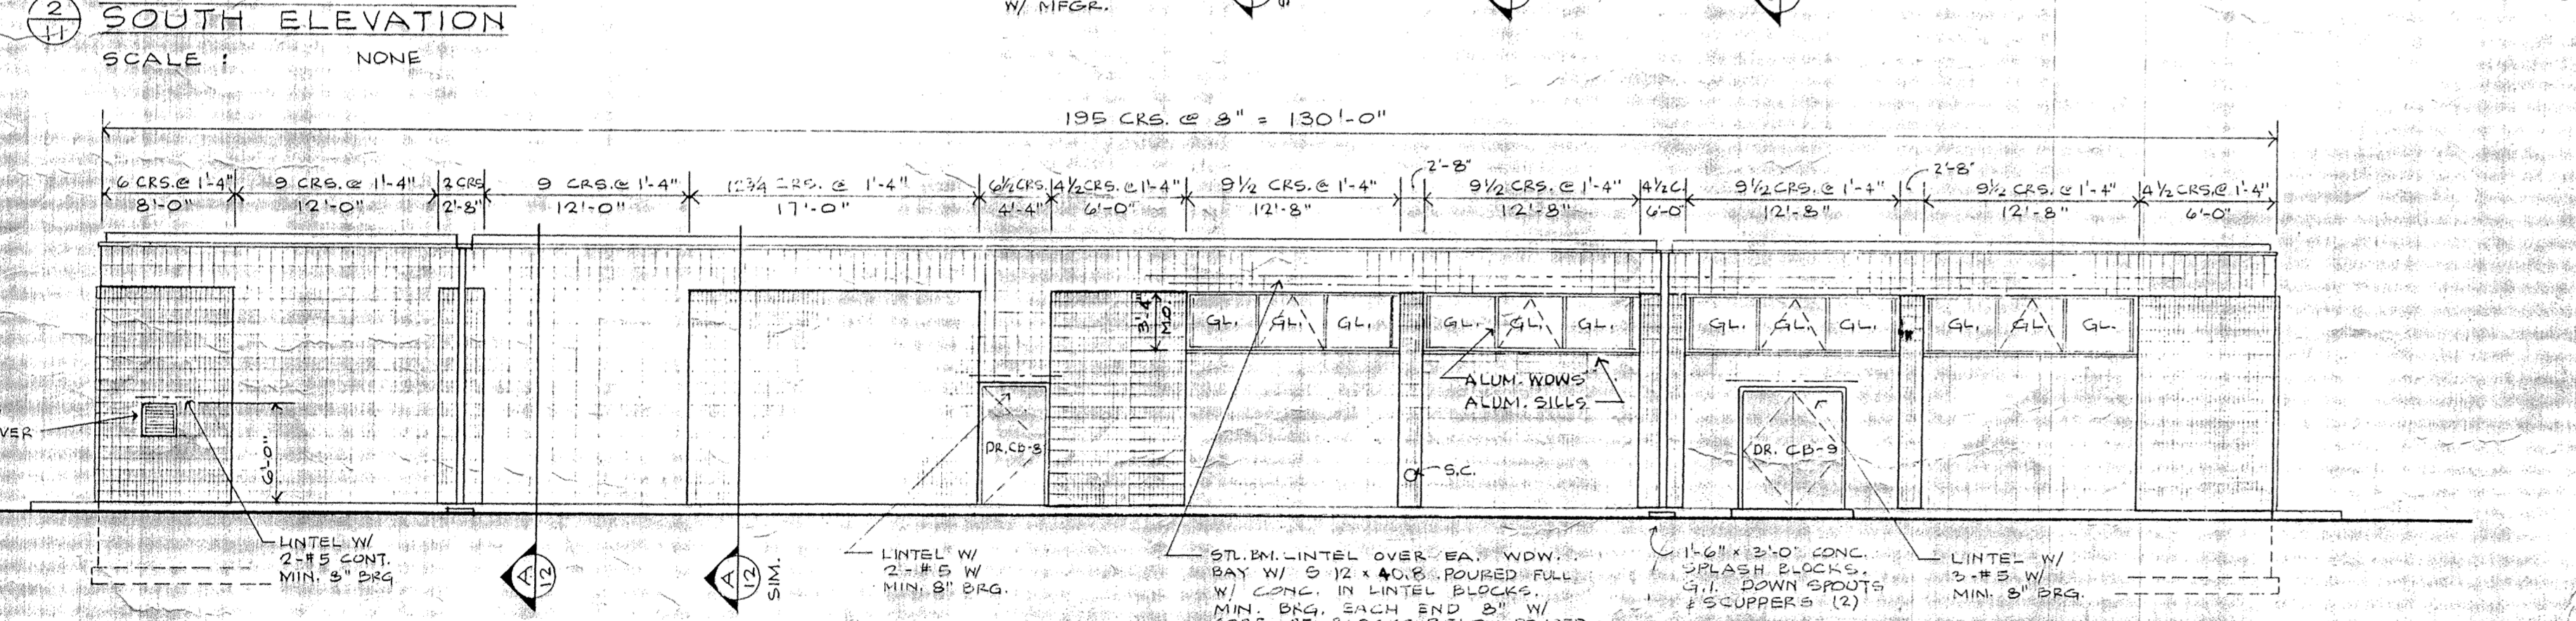 2
11
SOUTH ELEVATION
SCALE : NONE
W/ MFGR.
195 CRS. @ 8" = 130'-0"
6 CRS. @ 1'-4"
8'-0"
9 CRS. @ 1'-4"
12'-0"
2 CRS
2'-8"
9 CRS. @ 1'-4"
12'-0"
12 3/4 CRS. @ 1'-4"
17'-0"
6 1/2 CRS.
4'-4"
4 1/2 CRS. @ 1'-4"
6'-0"
9 1/2 CRS. @ 1'-4"
12'-8"
2'-8"
9 1/2 CRS. @ 1'-4"
12'-8"
4 1/2 C.
6'-0"
9 1/2 CRS. @ 1'-4"
12'-8"
2'-8"
9 1/2 CRS. @ 1'-4"
12'-8"
4 1/2 CRS. @ 1'-4"
6'-0"
3'-4"
M.O.
GL. GL. GL.
GL. GL. GL.
GL. GL. GL.
GL. GL. GL.
ALUM. WDWS
ALUM. SILLS
VER
6'-0"
DR. CB-8
S.C.
DR. CB-9
LINTEL W/
2-#5 CONT.
MIN. 8" BRG
A
12
A
12
SIM.
LINTEL W/
2-#5 W/
MIN. 8" BRG.
STL. BM. LINTEL OVER EA. WDW.
BAY W/ S 12 x 40.8 POURED FULL
W/ CONC. IN LINTEL BLOCKS.
MIN. BRG. EACH END 8" W/
1'-6" x 3'-0" CONC.
SPLASH BLOCKS.
G.I. DOWN SPOUTS
& SCUPPERS (2)
LINTEL W/
3-#5 W/
MIN. 8" BRG.